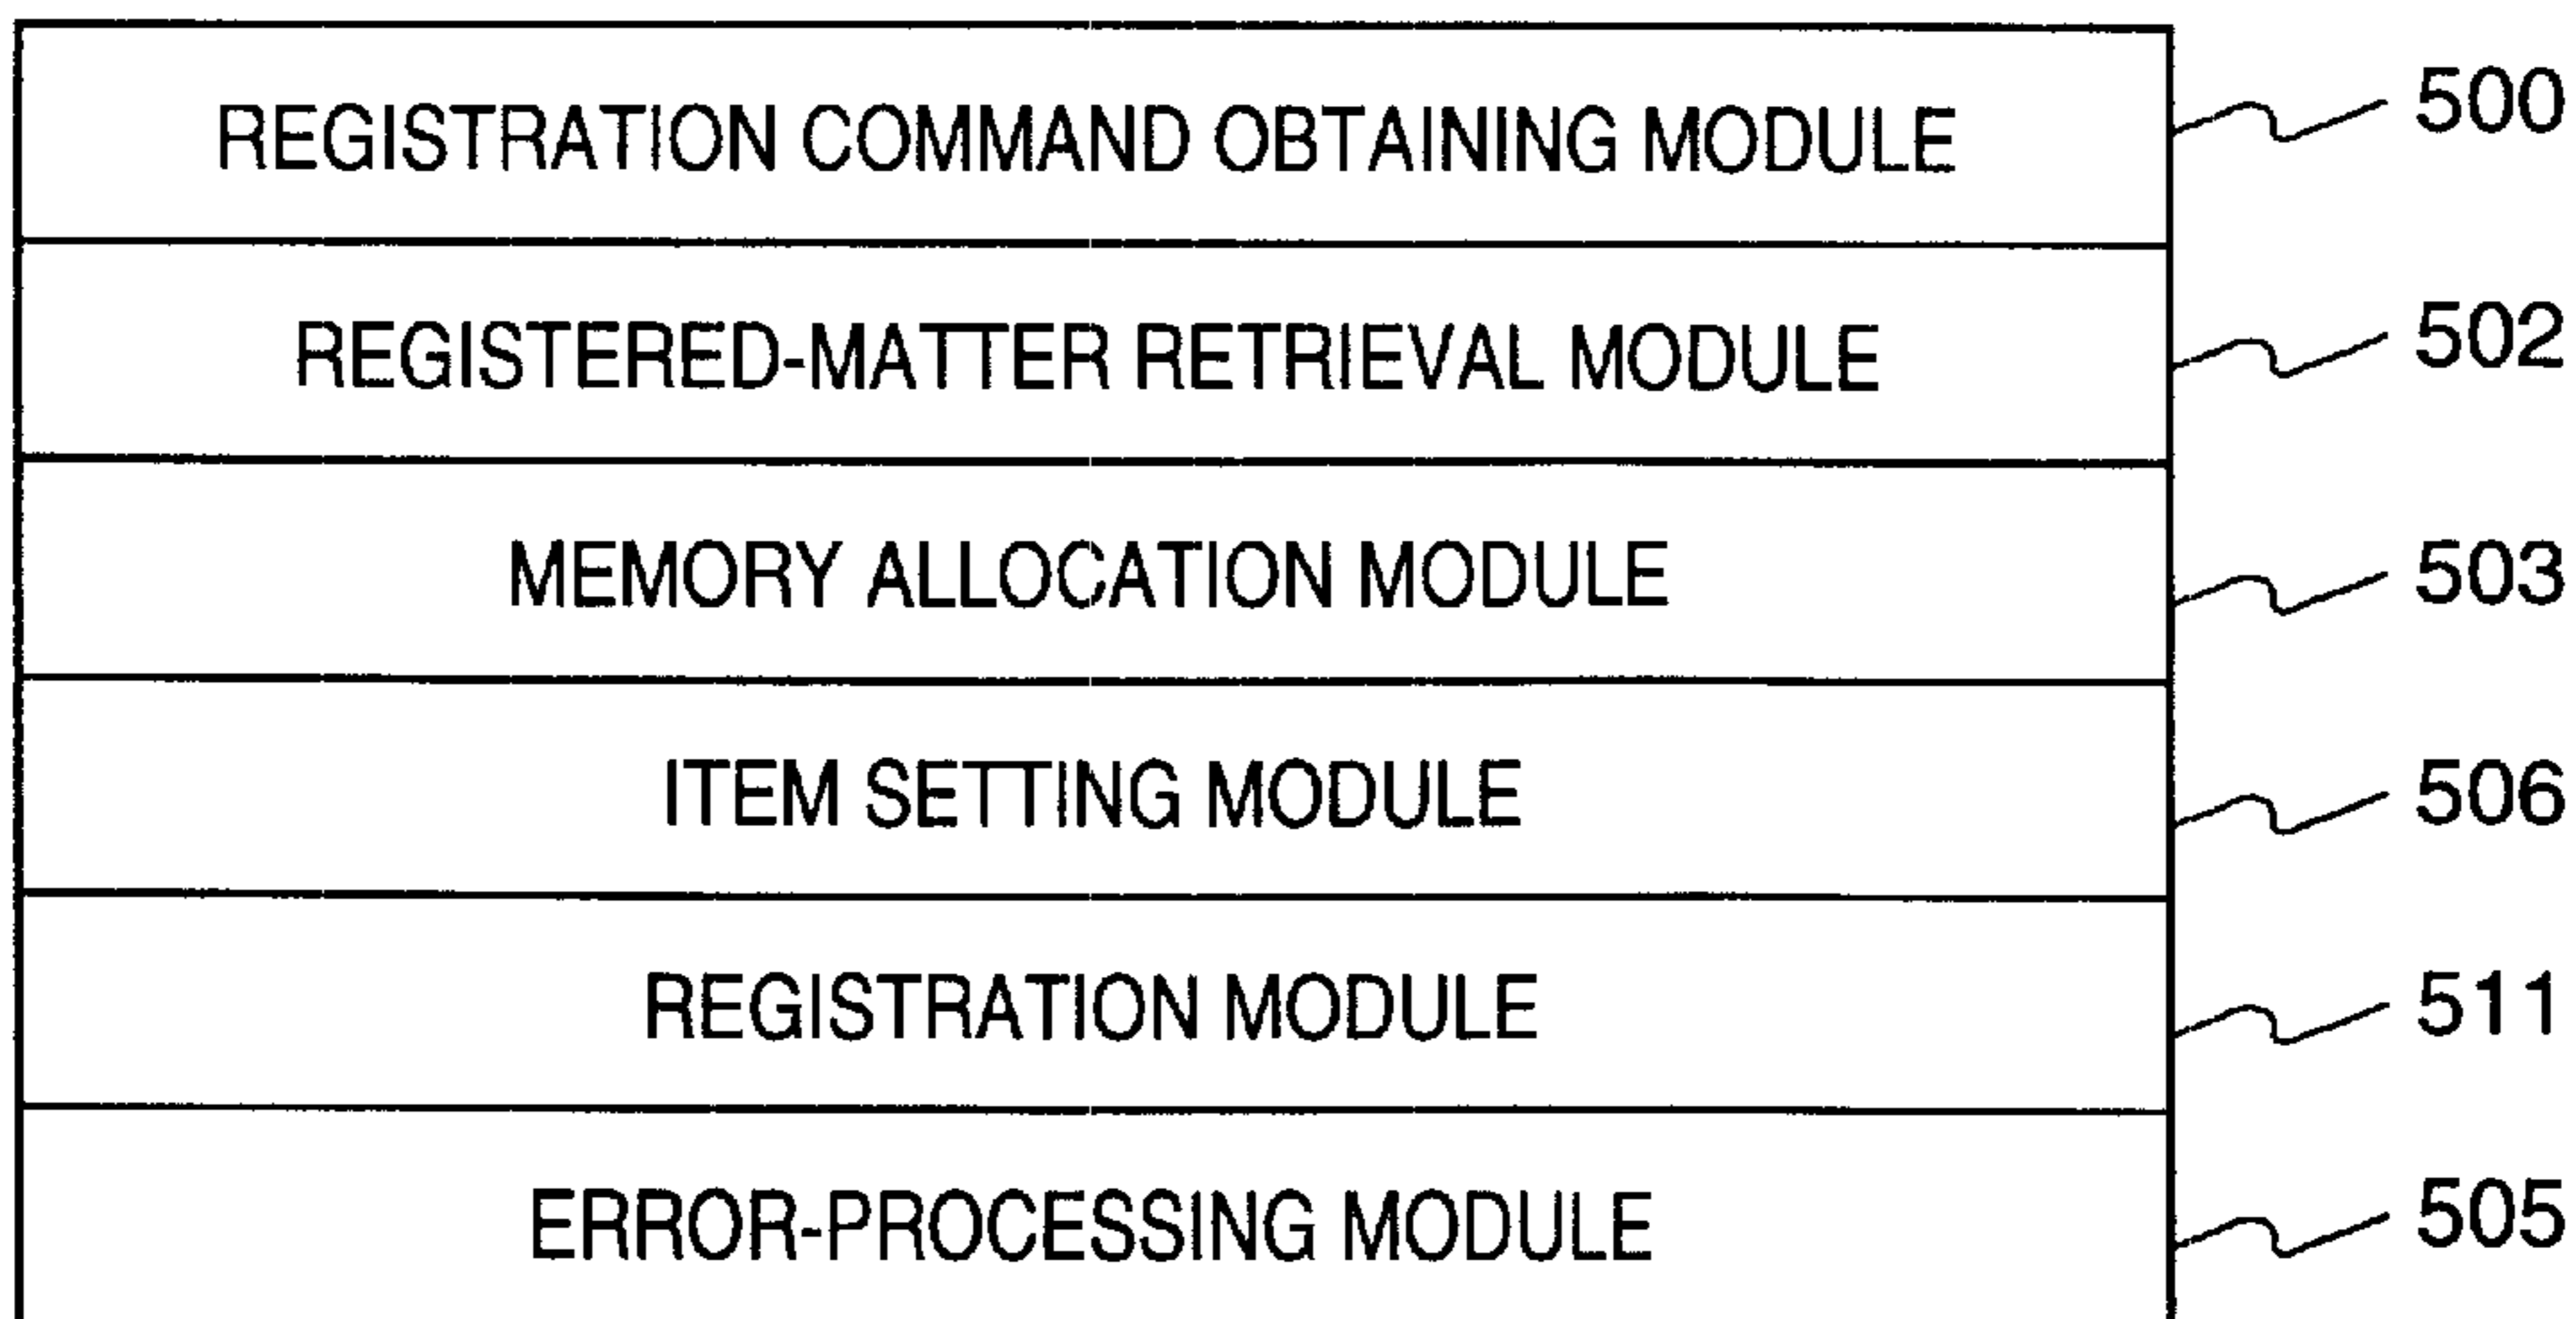 REGISTRATION COMMAND OBTAINING MODULE 500
REGISTERED-MATTER RETRIEVAL MODULE 502
MEMORY ALLOCATION MODULE 503
ITEM SETTING MODULE 506
REGISTRATION MODULE 511
ERROR-PROCESSING MODULE 505